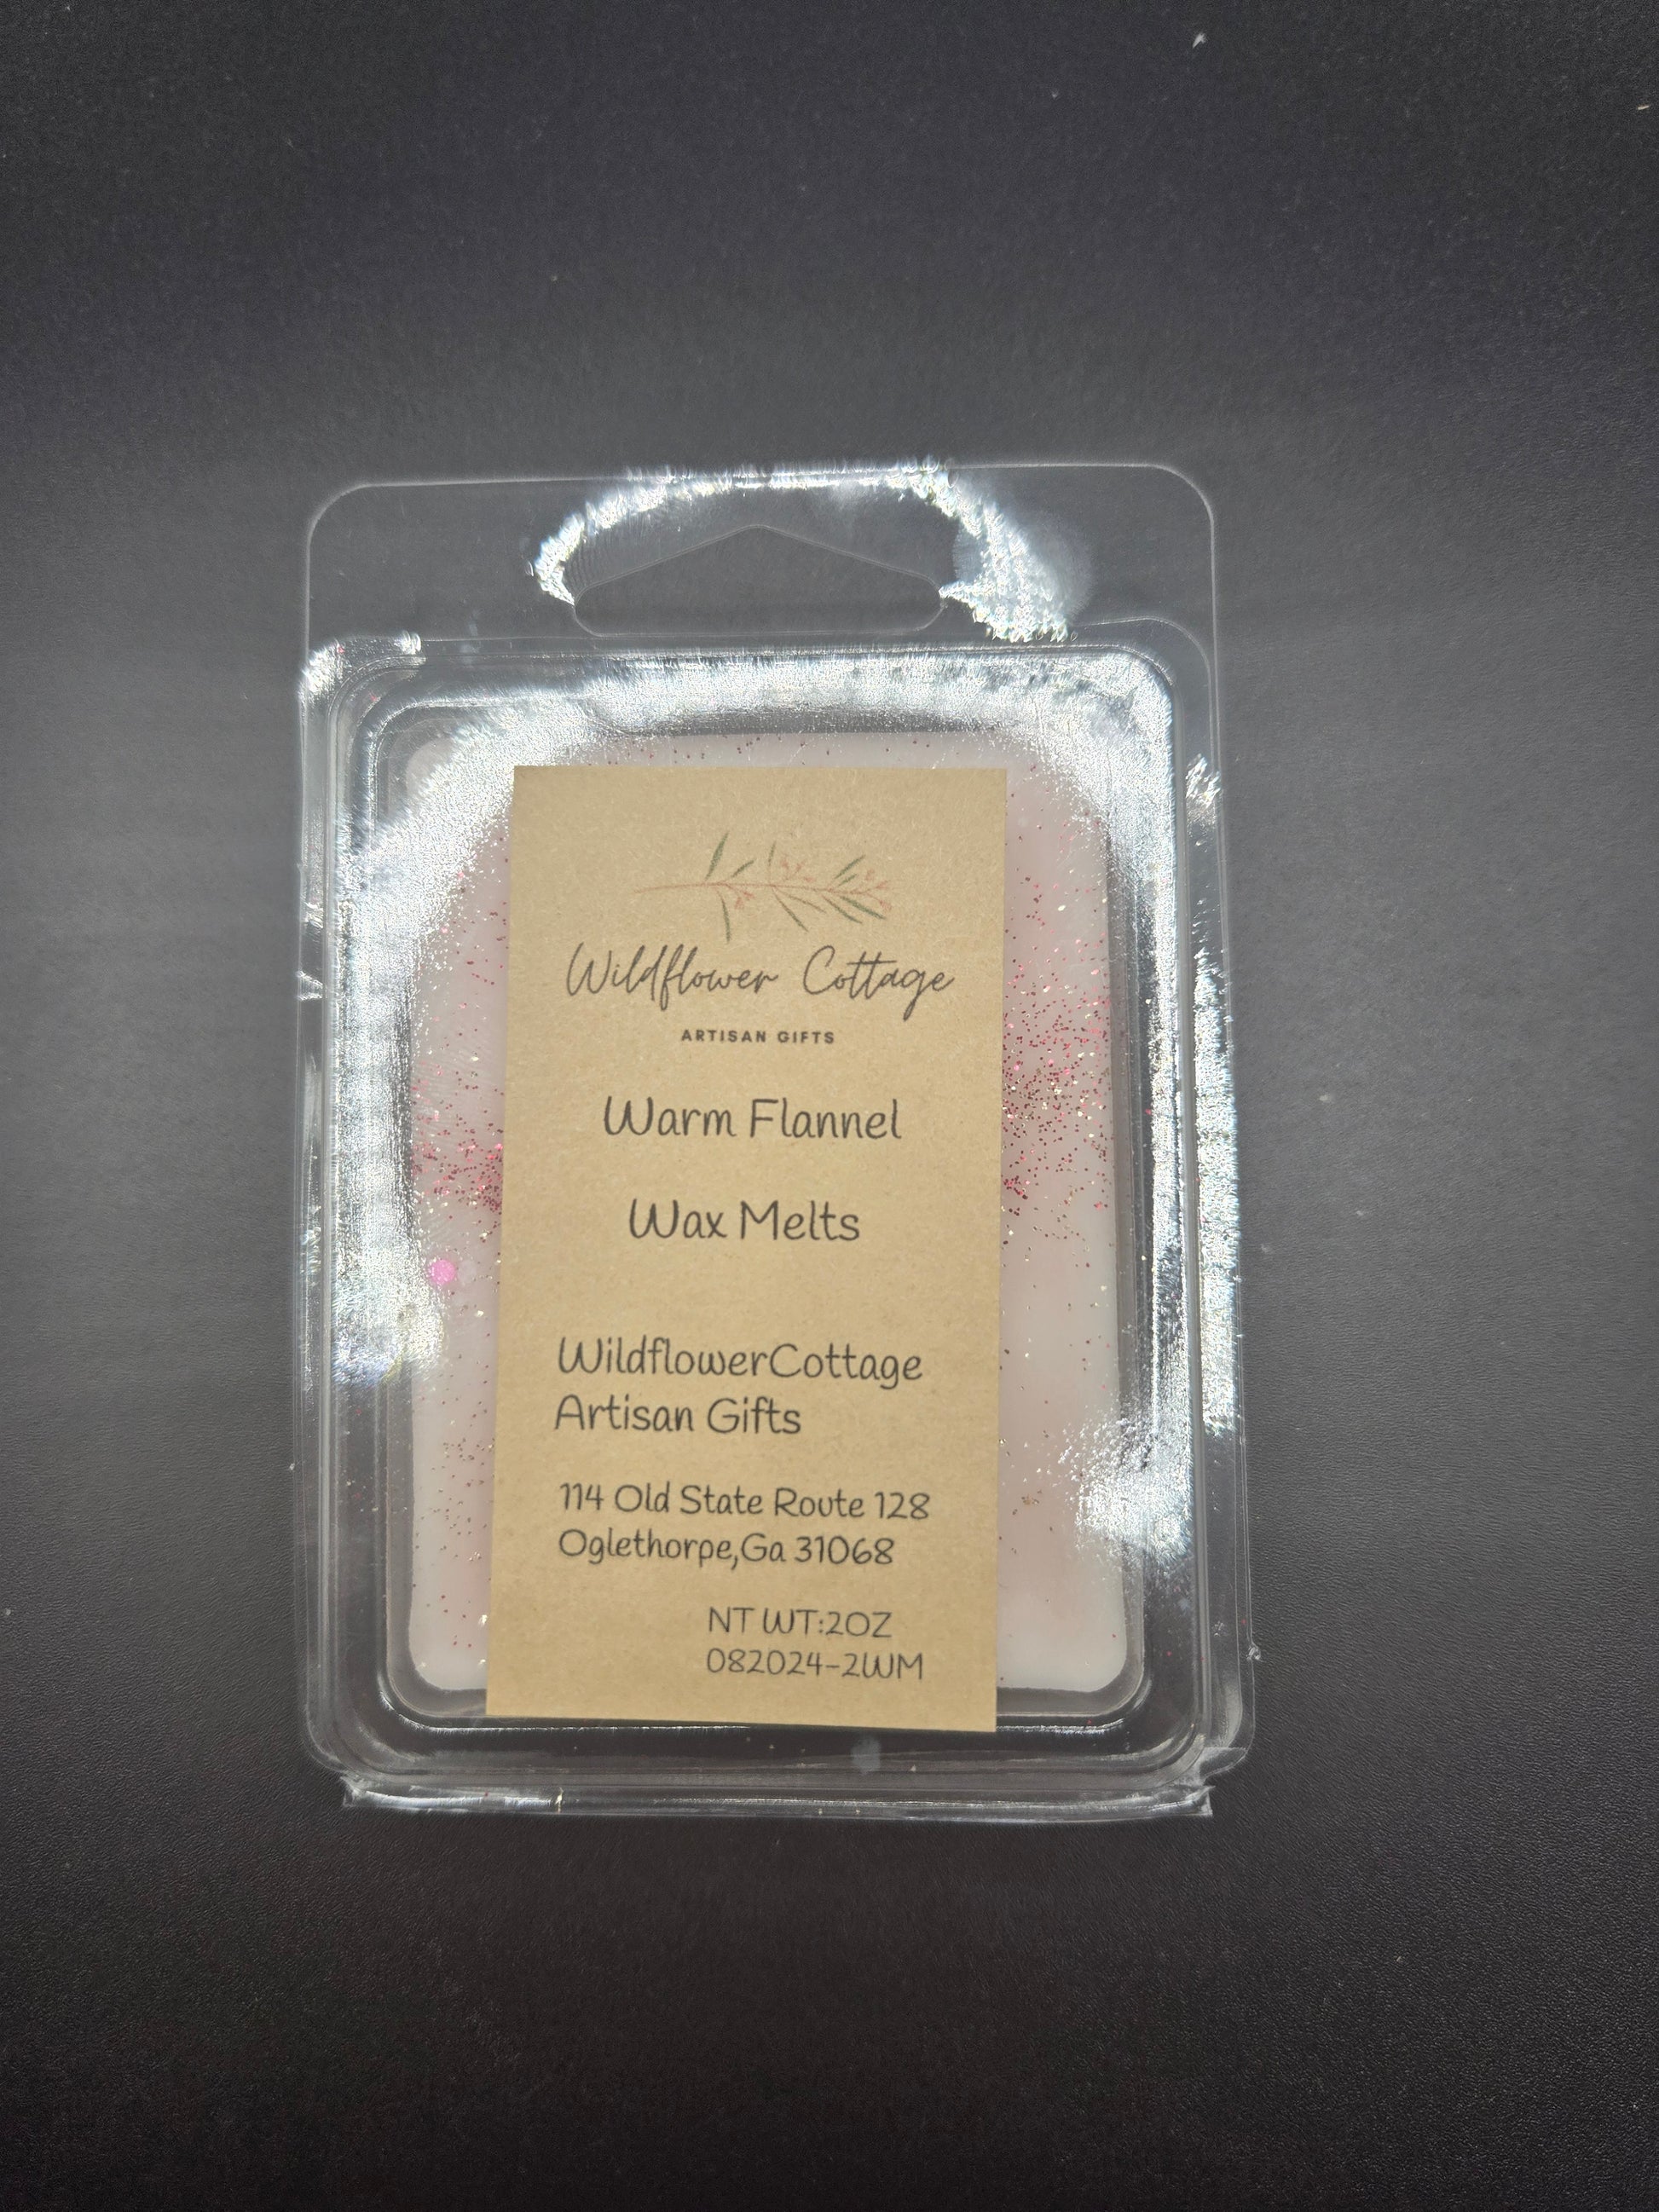 Wildflower Cottage
ARTISAN GIFTS
Warm Flannel
Wax Melts
WildflowerCottage
Artisan Gifts
114 Old State Route 128
Oglethorpe,Ga 31068
NT WT:2OZ
082024-2WM